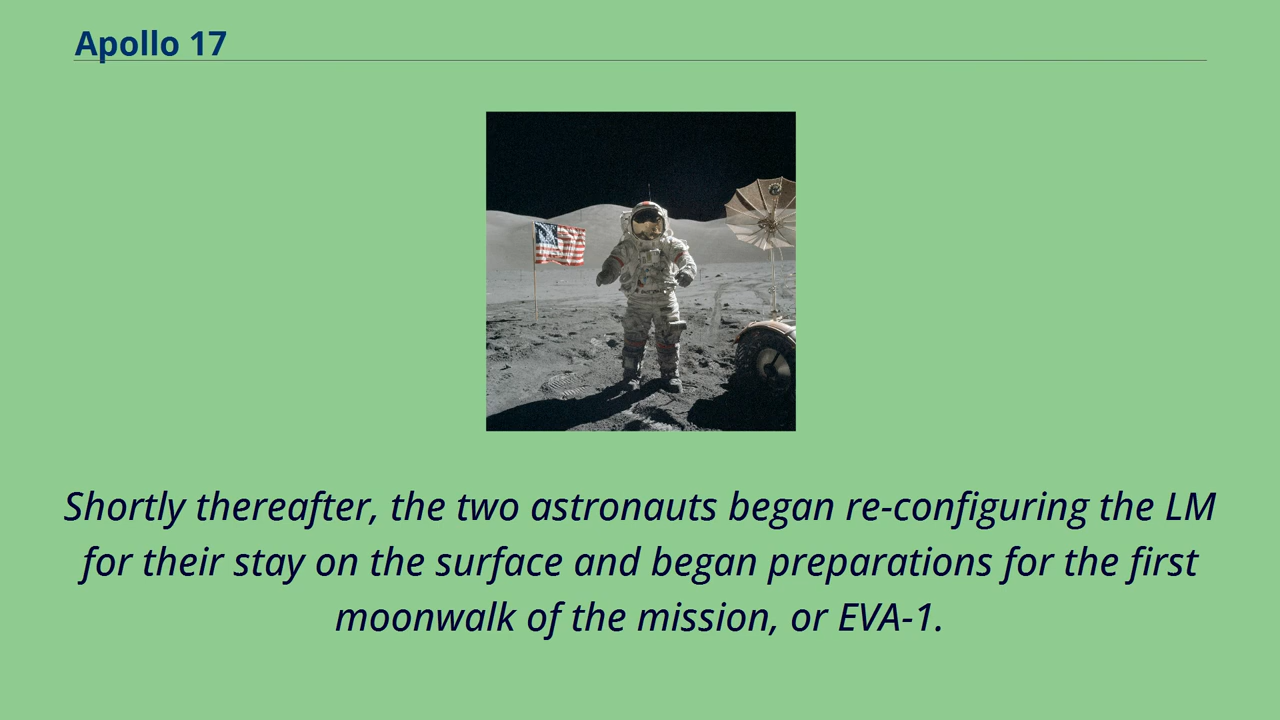 Apollo 17
Shortly thereafter, the two astronauts began re-configuring the LM
for their stay on the surface and began preparations for the first
moonwalk of the mission, or EVA-1.